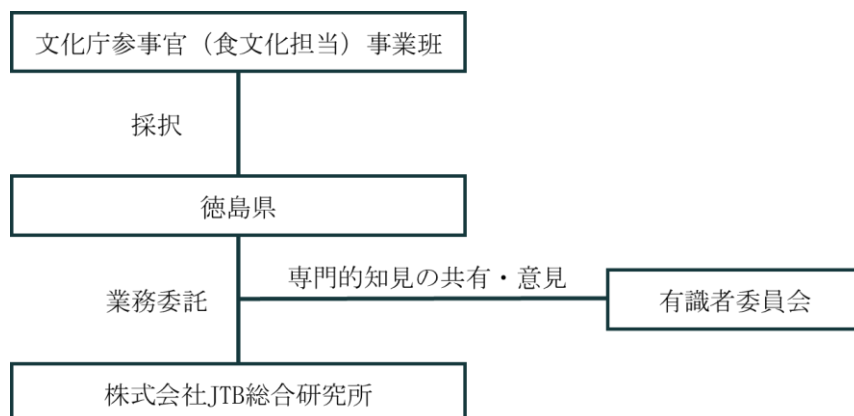 文化庁参事官（食文化担当）事業班
採択
徳島県
専門的知見の共有・意見
業務委託
有識者委員会
株式会社JTB総合研究所